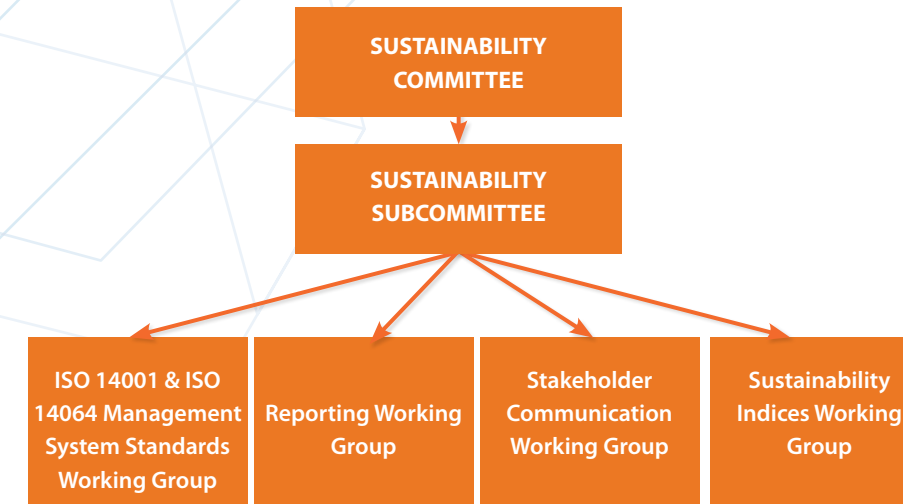 SUSTAINABILITY
COMMITTEE
SUSTAINABILITY
SUBCOMMITTEE
ISO 14001 & ISO
14064 Management
System Standards
Working Group
Reporting Working
Group
Stakeholder
Communication
Working Group
Sustainability
Indices Working
Group